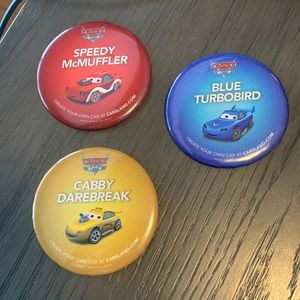 SPEEDY
McMUFFLER
CREATE YOUR OWN CAR AT CARSLAND.COM
BLUE
TURBOBIRD
CREATE YOUR OWN CAR AT CARSLAND.COM
CABBY
DAREBREAK
CREATE YOUR OWN CAR AT CARSLAND.COM